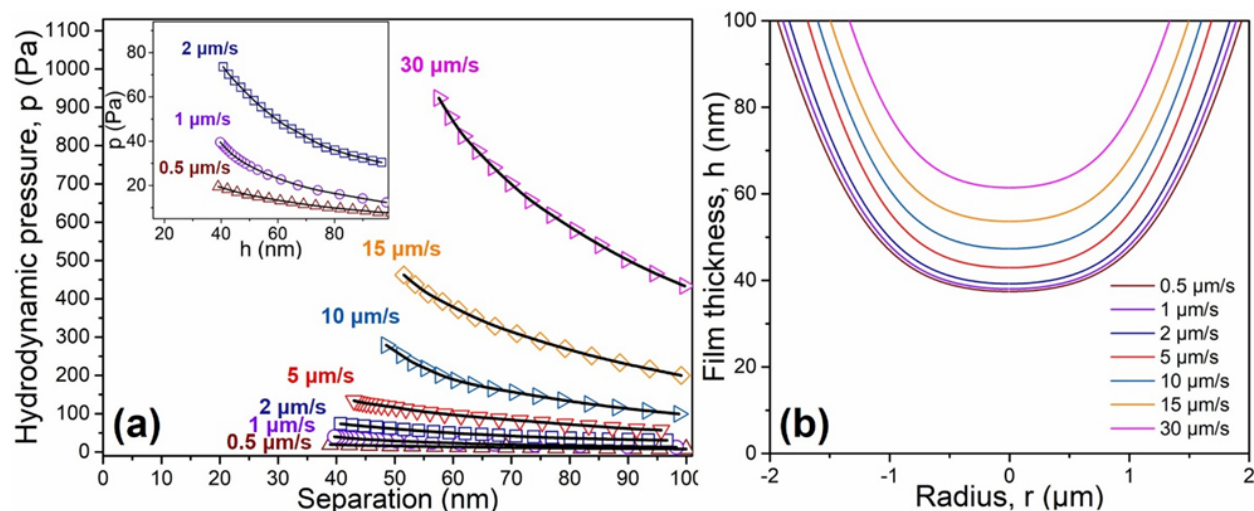 Hydrodynamic pressure, p (Pa)
1100
1000
900
800
700
600
500
400
300
200
100
0
0 10 20 30 40 50 60 70 80 90 100
Separation (nm)
(a)
30 µm/s
15 µm/s
10 µm/s
5 µm/s
2 µm/s
1 µm/s
0.5 µm/s
p (Pa)
80
60
40
20
20 40 60 80
h (nm)
2 µm/s
1 µm/s
0.5 µm/s
Film thickness, h (nm)
100
80
60
40
20
0
-2 -1 0 1 2
Radius, r (µm)
(b)
0.5 µm/s
1 µm/s
2 µm/s
5 µm/s
10 µm/s
15 µm/s
30 µm/s